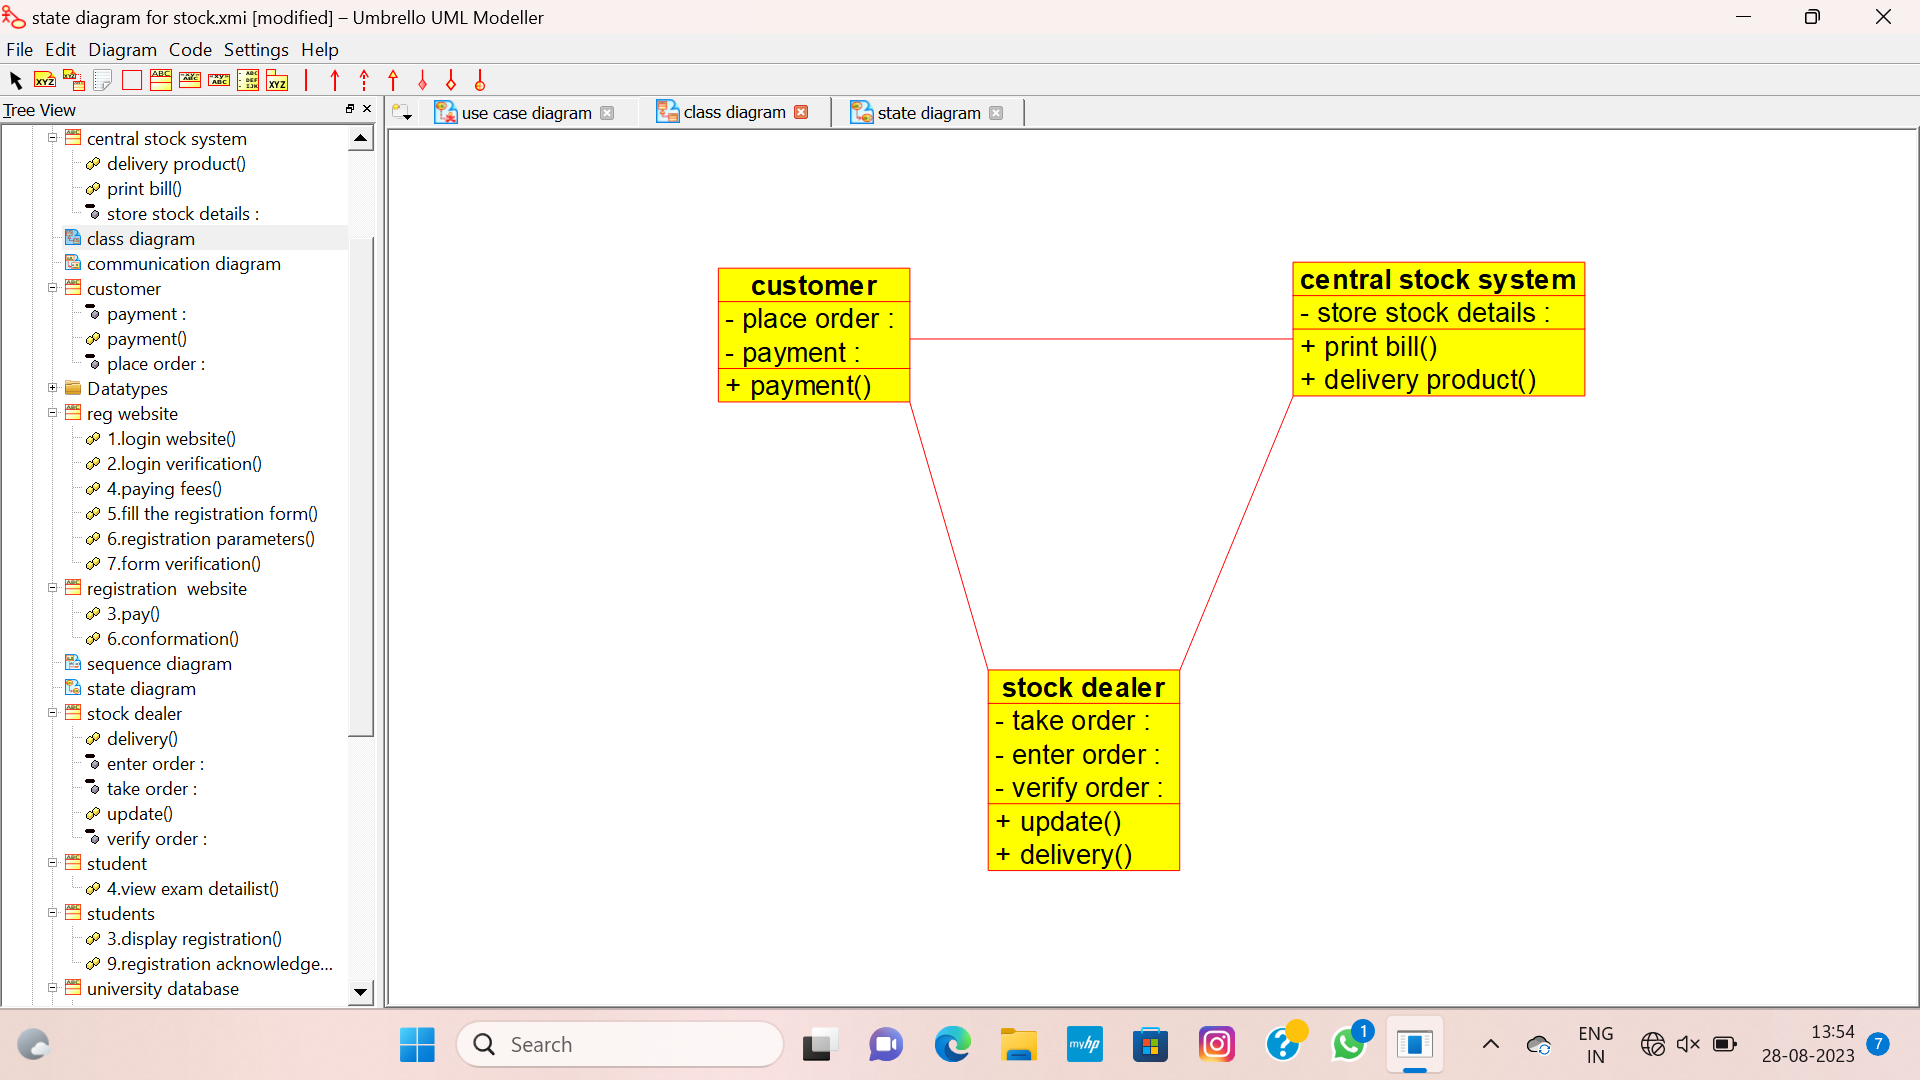 state diagram for stock.xmi [modified] – Umbrello UML Modeller
File Edit Diagram Code Settings Help
Tree View
central stock system
delivery product()
print bill()
store stock details :
class diagram
communication diagram
customer
payment :
payment()
place order :
Datatypes
reg website
1.login website()
2.login verification()
4.paying fees()
5.fill the registration form()
6.registration parameters()
7.form verification()
registration  website
3.pay()
6.conformation()
sequence diagram
state diagram
stock dealer
delivery()
enter order :
take order :
update()
verify order :
student
4.view exam detailist()
students
3.display registration()
9.registration acknowledge...
university database
use case diagram
class diagram
state diagram
customer
- place order :
- payment :
+ payment()
central stock system
- store stock details :
+ print bill()
+ delivery product()
stock dealer
- take order :
- enter order :
- verify order :
+ update()
+ delivery()
Search
myhp
1
ENG
IN
13:54
28-08-2023
7